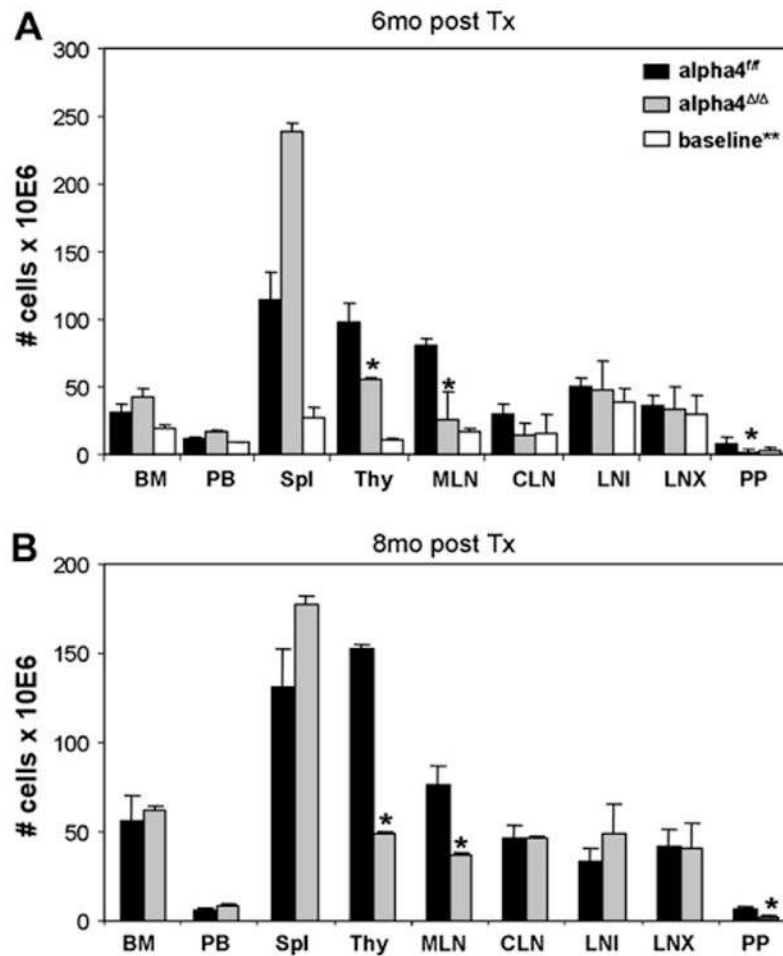 A
6mo post Tx
# cells x 10E6
300
250
200
150
100
50
0
alpha4f/f
alpha4Δ/Δ
baseline**
*
*
*
BM PB Spl Thy MLN CLN LNI LNX PP
B
8mo post Tx
# cells x 10E6
200
150
100
50
0
*
*
*
BM PB Spl Thy MLN CLN LNI LNX PP